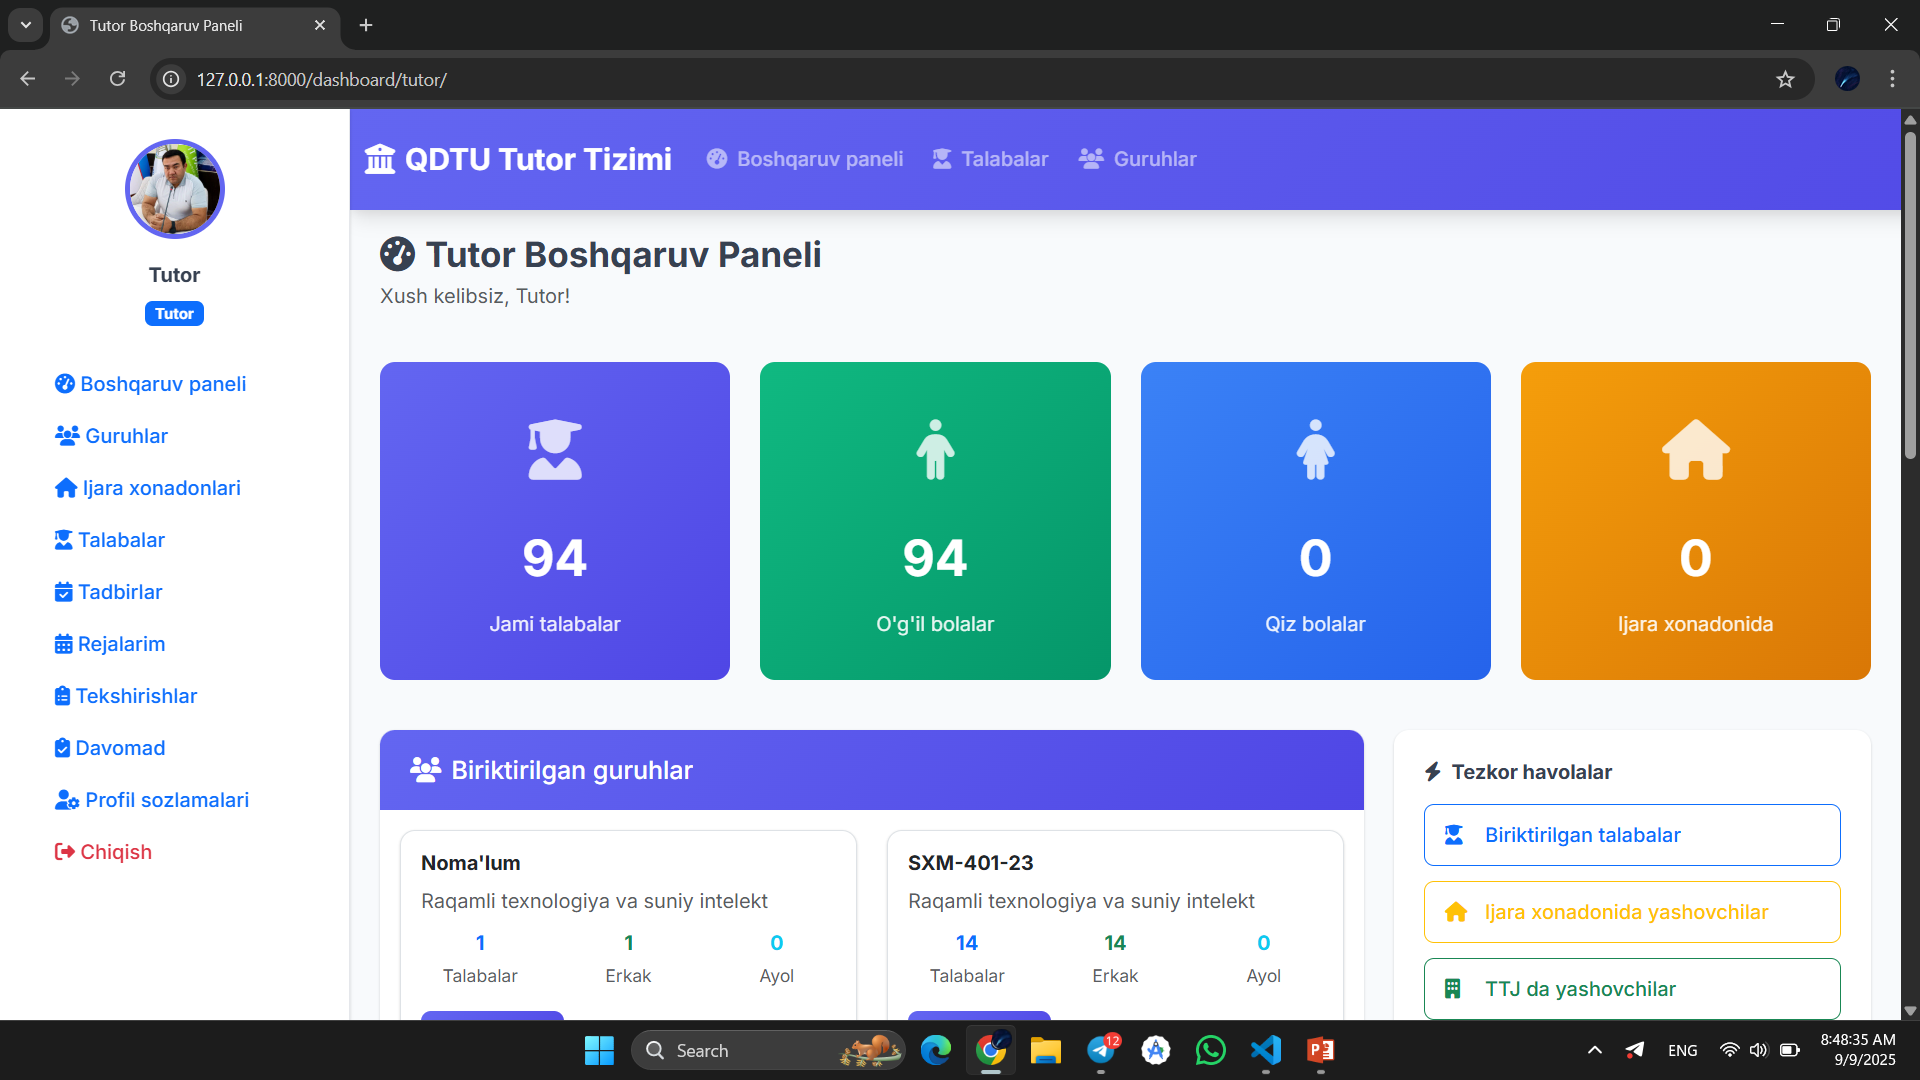 Tutor Boshqaruv Paneli
127.0.0.1:8000/dashboard/tutor/
Tutor
Tutor
Boshqaruv paneli
Guruhlar
Ijara xonadonlari
Talabalar
Tadbirlar
Rejalarim
Tekshirishlar
Davomad
Profil sozlamalari
Chiqish
QDTU Tutor Tizimi
Boshqaruv paneli
Talabalar
Guruhlar
Tutor Boshqaruv Paneli
Xush kelibsiz, Tutor!
94
Jami talabalar
94
O'g'il bolalar
0
Qiz bolalar
0
Ijara xonadonida
Biriktirilgan guruhlar
Noma'lum
Raqamli texnologiya va suniy intelekt
1 1 0
Talabalar Erkak Ayol
SXM-401-23
Raqamli texnologiya va suniy intelekt
14 14 0
Talabalar Erkak Ayol
Tezkor havolalar
Biriktirilgan talabalar
Ijara xonadonida yashovchilar
TTJ da yashovchilar
Search
12
ENG
8:48:35 AM
9/9/2025